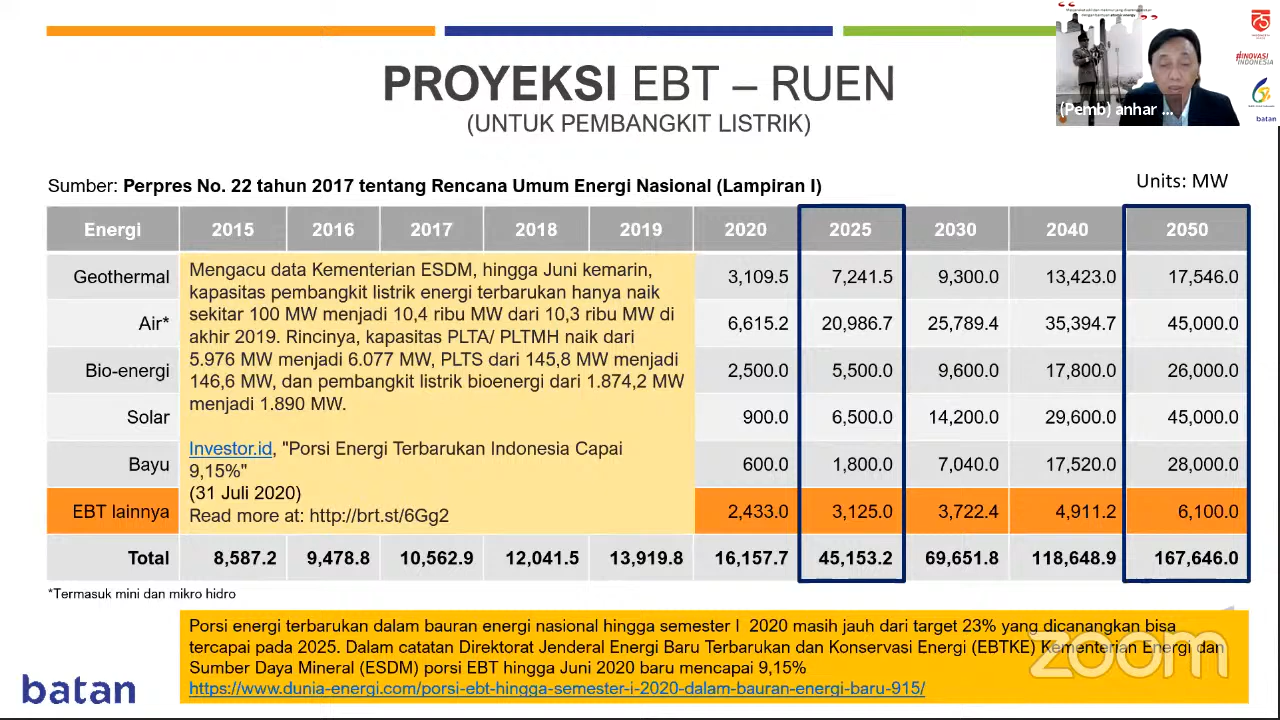 PROYEKSI EBT – RUEN
(UNTUK PEMBANGKIT LISTRIK)
(Pemb) anhar ...
#INOVASI
INDONESIA
batan
Sumber: Perpres No. 22 tahun 2017 tentang Rencana Umum Energi Nasional (Lampiran I)
Units: MW
Energi 2015 2016 2017 2018 2019 2020 2025 2030 2040 2050
Geothermal 3,109.5 7,241.5 9,300.0 13,423.0 17,546.0
Air* 6,615.2 20,986.7 25,789.4 35,394.7 45,000.0
Bio-energi 2,500.0 5,500.0 9,600.0 17,800.0 26,000.0
Solar 900.0 6,500.0 14,200.0 29,600.0 45,000.0
Bayu 600.0 1,800.0 7,040.0 17,520.0 28,000.0
EBT lainnya 2,433.0 3,125.0 3,722.4 4,911.2 6,100.0
Total 8,587.2 9,478.8 10,562.9 12,041.5 13,919.8 16,157.7 45,153.2 69,651.8 118,648.9 167,646.0
Mengacu data Kementerian ESDM, hingga Juni kemarin,
kapasitas pembangkit listrik energi terbarukan hanya naik
sekitar 100 MW menjadi 10,4 ribu MW dari 10,3 ribu MW di
akhir 2019. Rincinya, kapasitas PLTA/ PLTMH naik dari
5.976 MW menjadi 6.077 MW, PLTS dari 145,8 MW menjadi
146,6 MW, dan pembangkit listrik bioenergi dari 1.874,2 MW
menjadi 1.890 MW.
Investor.id, "Porsi Energi Terbarukan Indonesia Capai
9,15%"
(31 Juli 2020)
Read more at: http://brt.st/6Gg2
*Termasuk mini dan mikro hidro
Porsi energi terbarukan dalam bauran energi nasional hingga semester I 2020 masih jauh dari target 23% yang dicanangkan bisa
tercapai pada 2025. Dalam catatan Direktorat Jenderal Energi Baru Terbarukan dan Konservasi Energi (EBTKE) Kementerian Energi dan
Sumber Daya Mineral (ESDM) porsi EBT hingga Juni 2020 baru mencapai 9,15%
https://www.dunia-energi.com/porsi-ebt-hingga-semester-i-2020-dalam-bauran-energi-baru-915/
zoom
batan